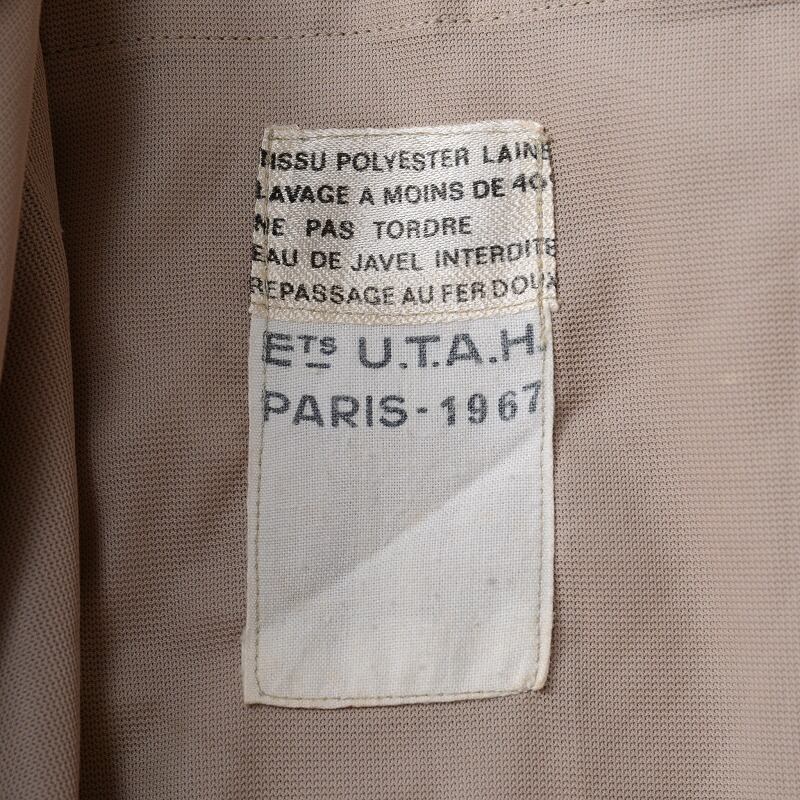 TISSU POLYESTER LAINE
LAVAGE A MOINS DE 40°
NE PAS TORDRE
EAU DE JAVEL INTERDITE
REPASSAGE AU FER DOUX
ETS U.T.A.H.
PARIS-1967